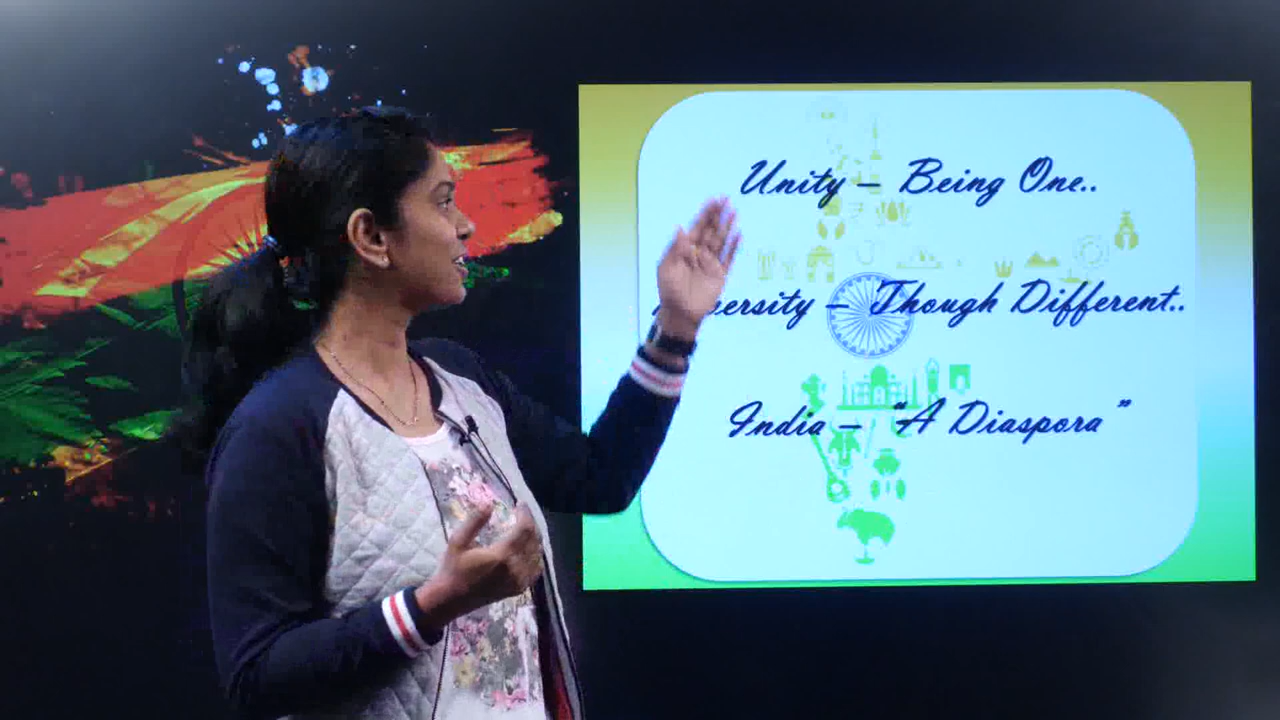 Unity – Being One..
– Though Different..
India – "A Diaspora"